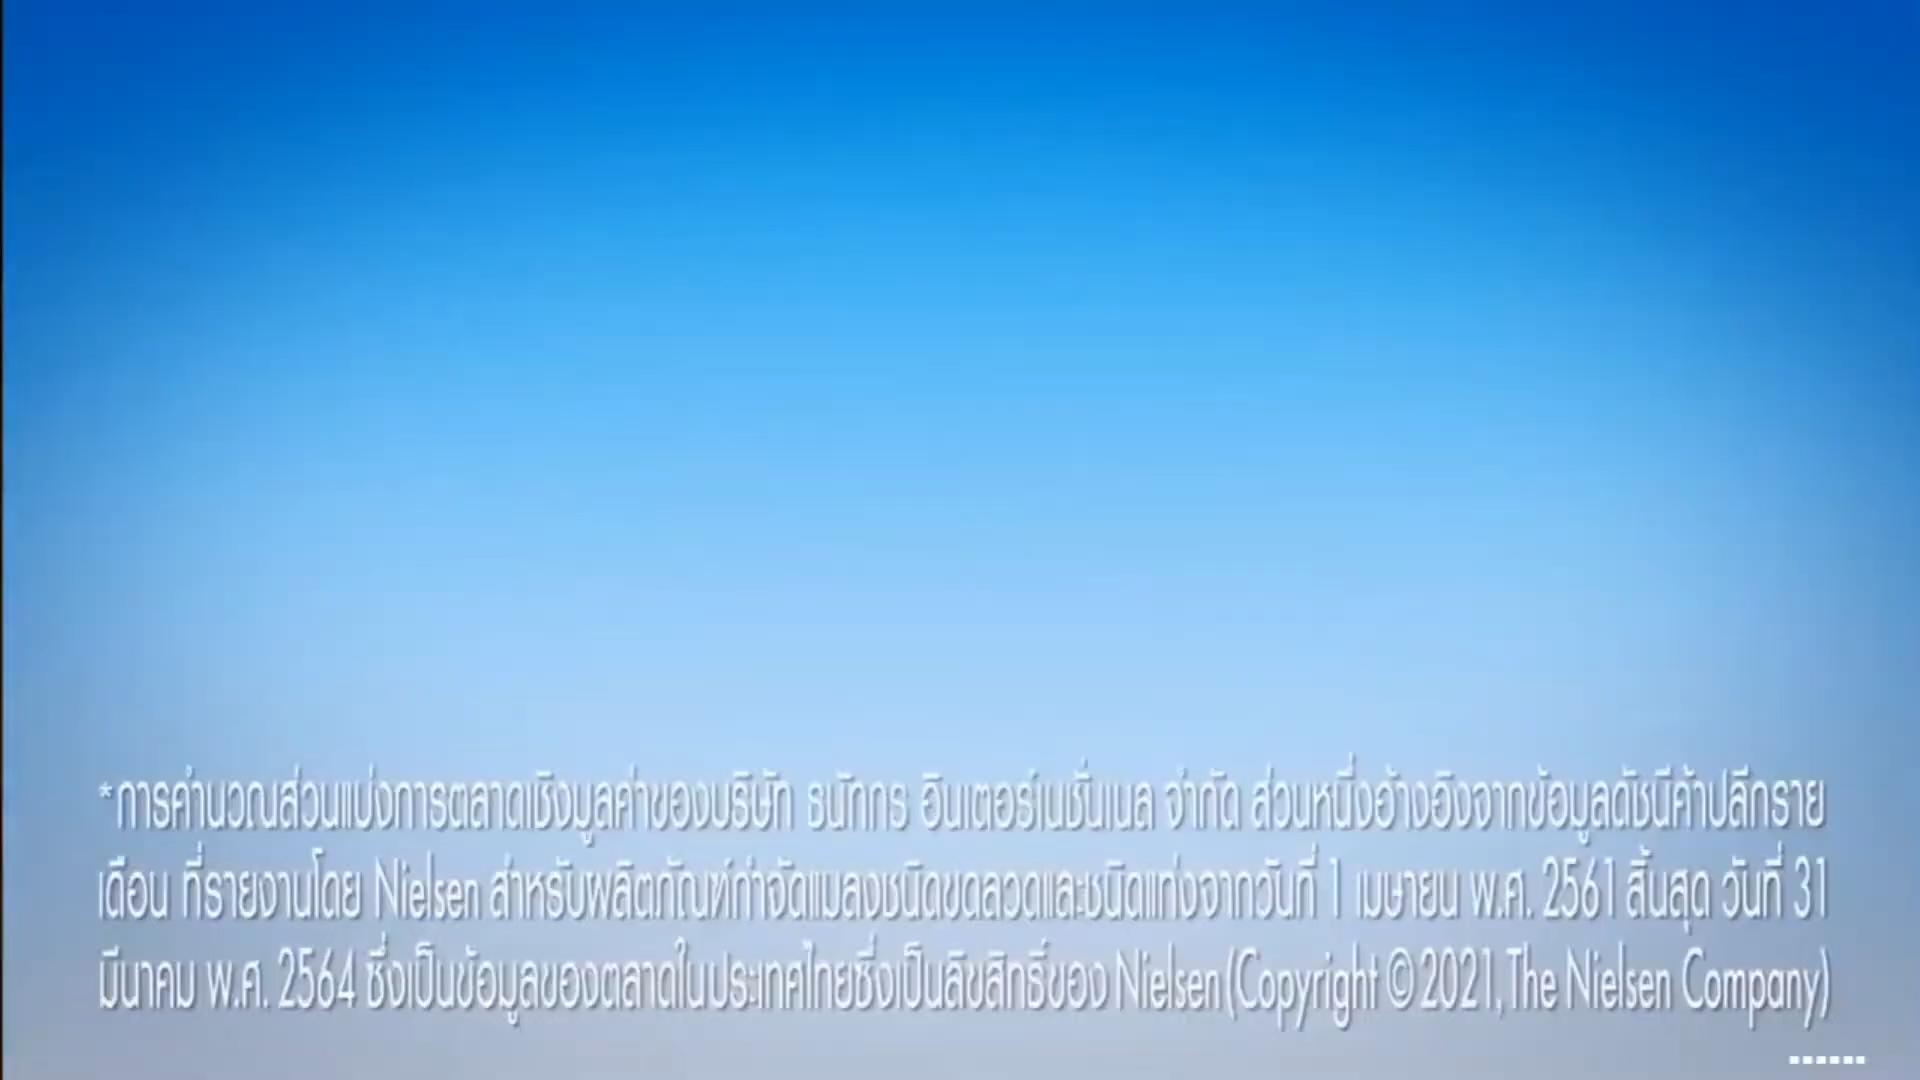 *การคำนวณส่วนแบ่งการตลาดเชิงมูลค่าของบริษัท ธนักกร อินเตอร์เนชั่นเนล จำกัด ส่วนหนึ่งอ้างอิงจากข้อมูลดัชนีค้าปลีกราย
เดือน ที่รายงานโดย Nielsen สำหรับผลิตภัณฑ์กำจัดแมลงชนิดขดลวดและชนิดแท่งจากวันที่ 1 เมษายน พ.ศ. 2561 สิ้นสุด วันที่ 31
มีนาคม พ.ศ. 2564 ซึ่งเป็นข้อมูลของตลาดในประเทศไทยซึ่งเป็นลิขสิทธิ์ของ Nielsen (Copyright © 2021, The Nielsen Company)